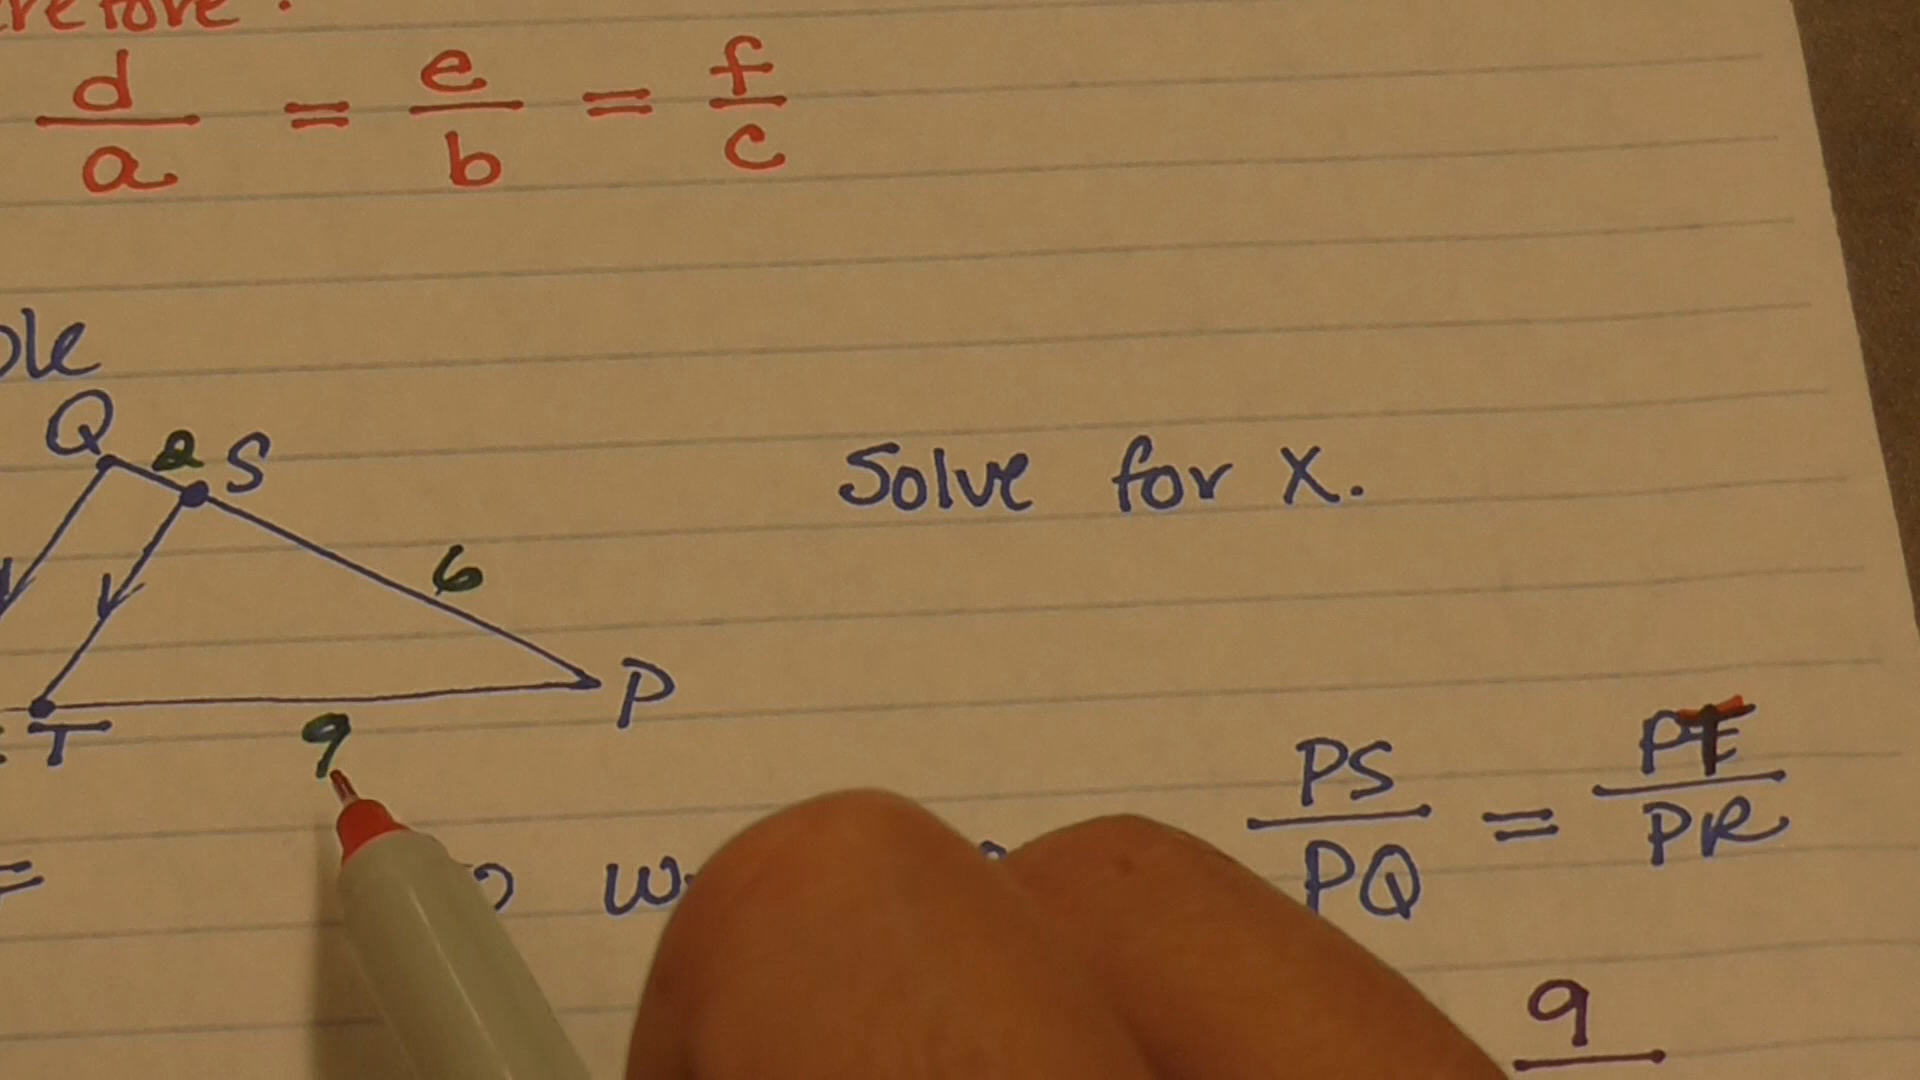 d/a = e/b = f/c
Q 2 S
Solve for X.
6
P
T
9
PS/PQ = PT/PR
=
9